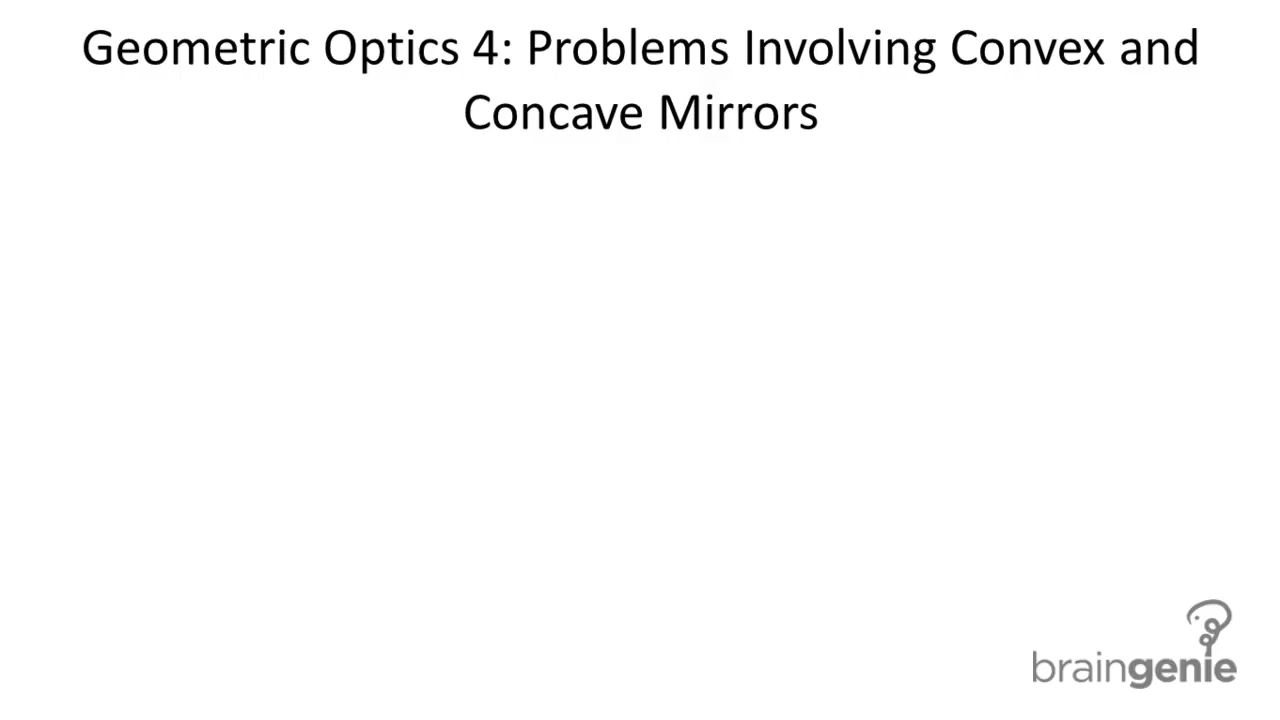 Geometric Optics 4: Problems Involving Convex and
Concave Mirrors
braingenie